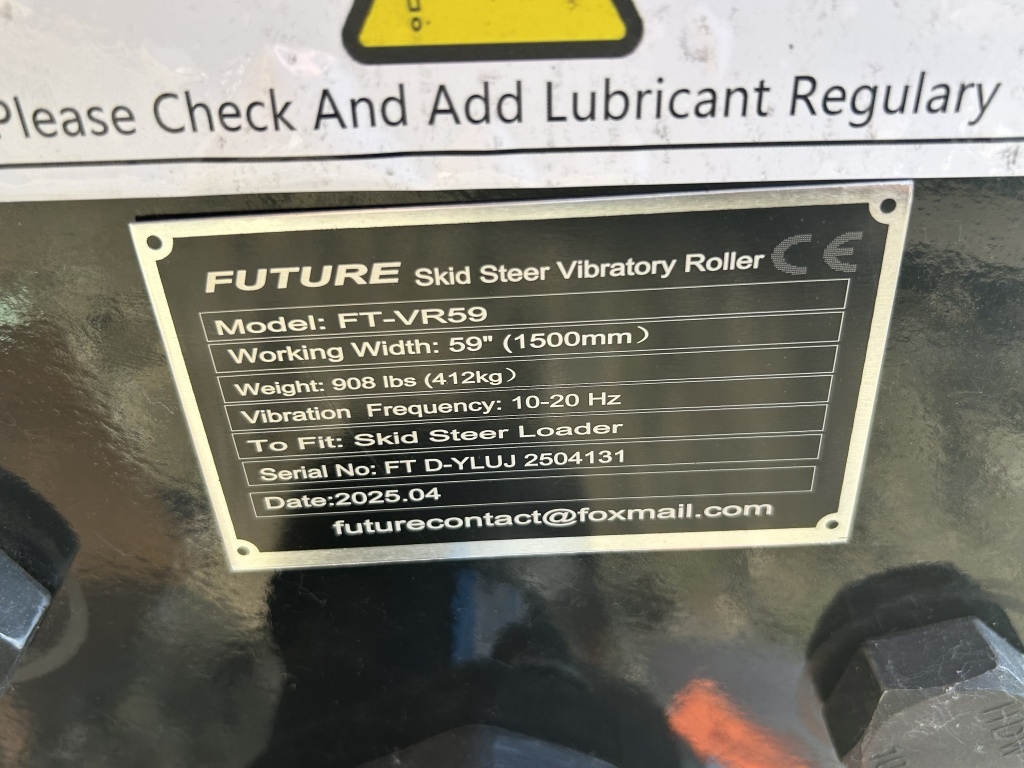 Please Check And Add Lubricant Regulary
FUTURE Skid Steer Vibratory Roller CE
Model: FT-VR59
Working Width: 59" (1500mm)
Weight: 908 lbs (412kg)
Vibration Frequency: 10-20 Hz
To Fit: Skid Steer Loader
Serial No: FT D-YLUJ 2504131
Date:2025.04
futurecontact@foxmail.com